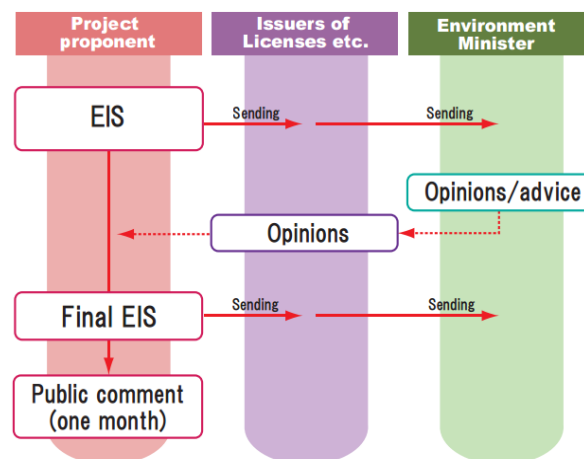 Project
proponent
Issuers of
Licenses etc.
Environment
Minister
EIS
Sending
Sending
Opinions/advice
Opinions
Final EIS
Sending
Sending
Public comment
(one month)